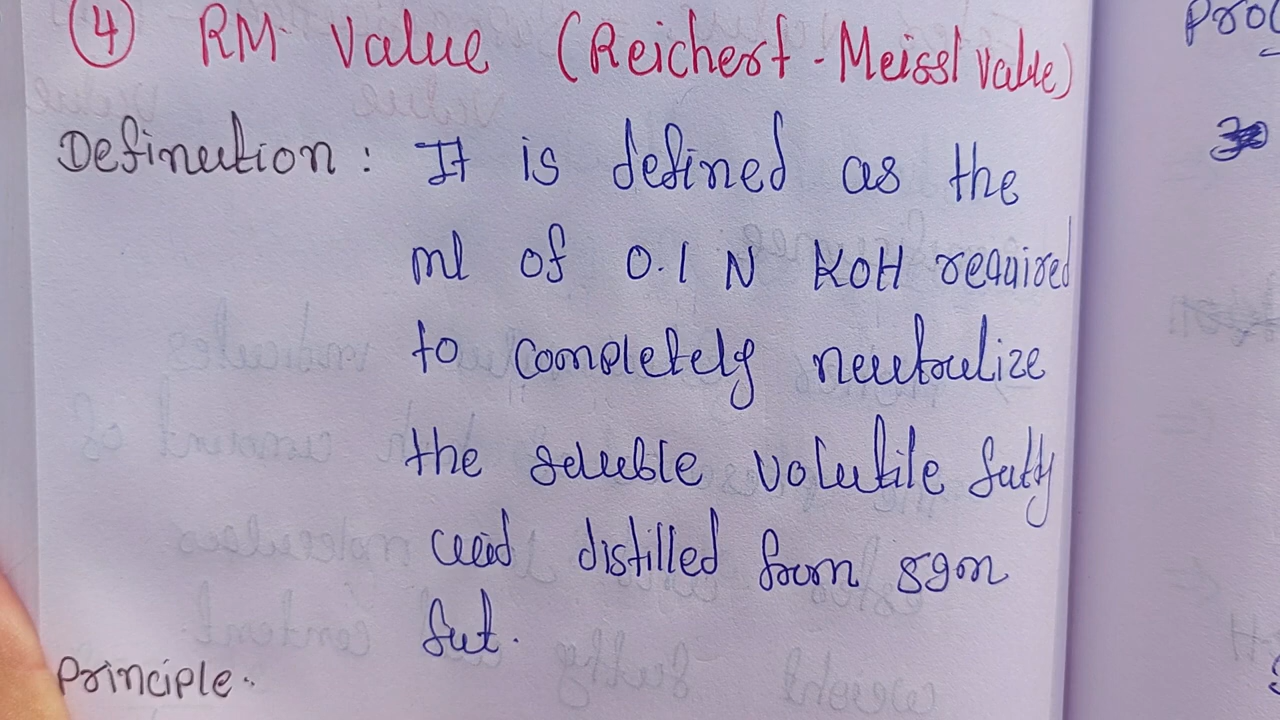 ④ RM Value (Reichert-Meissl Value)
Definition: It is defined as the
ml of 0.1 N KOH required
to completely neutralize
the soluble volatile fatty
acid distilled from 5gm
fat.
Principle.